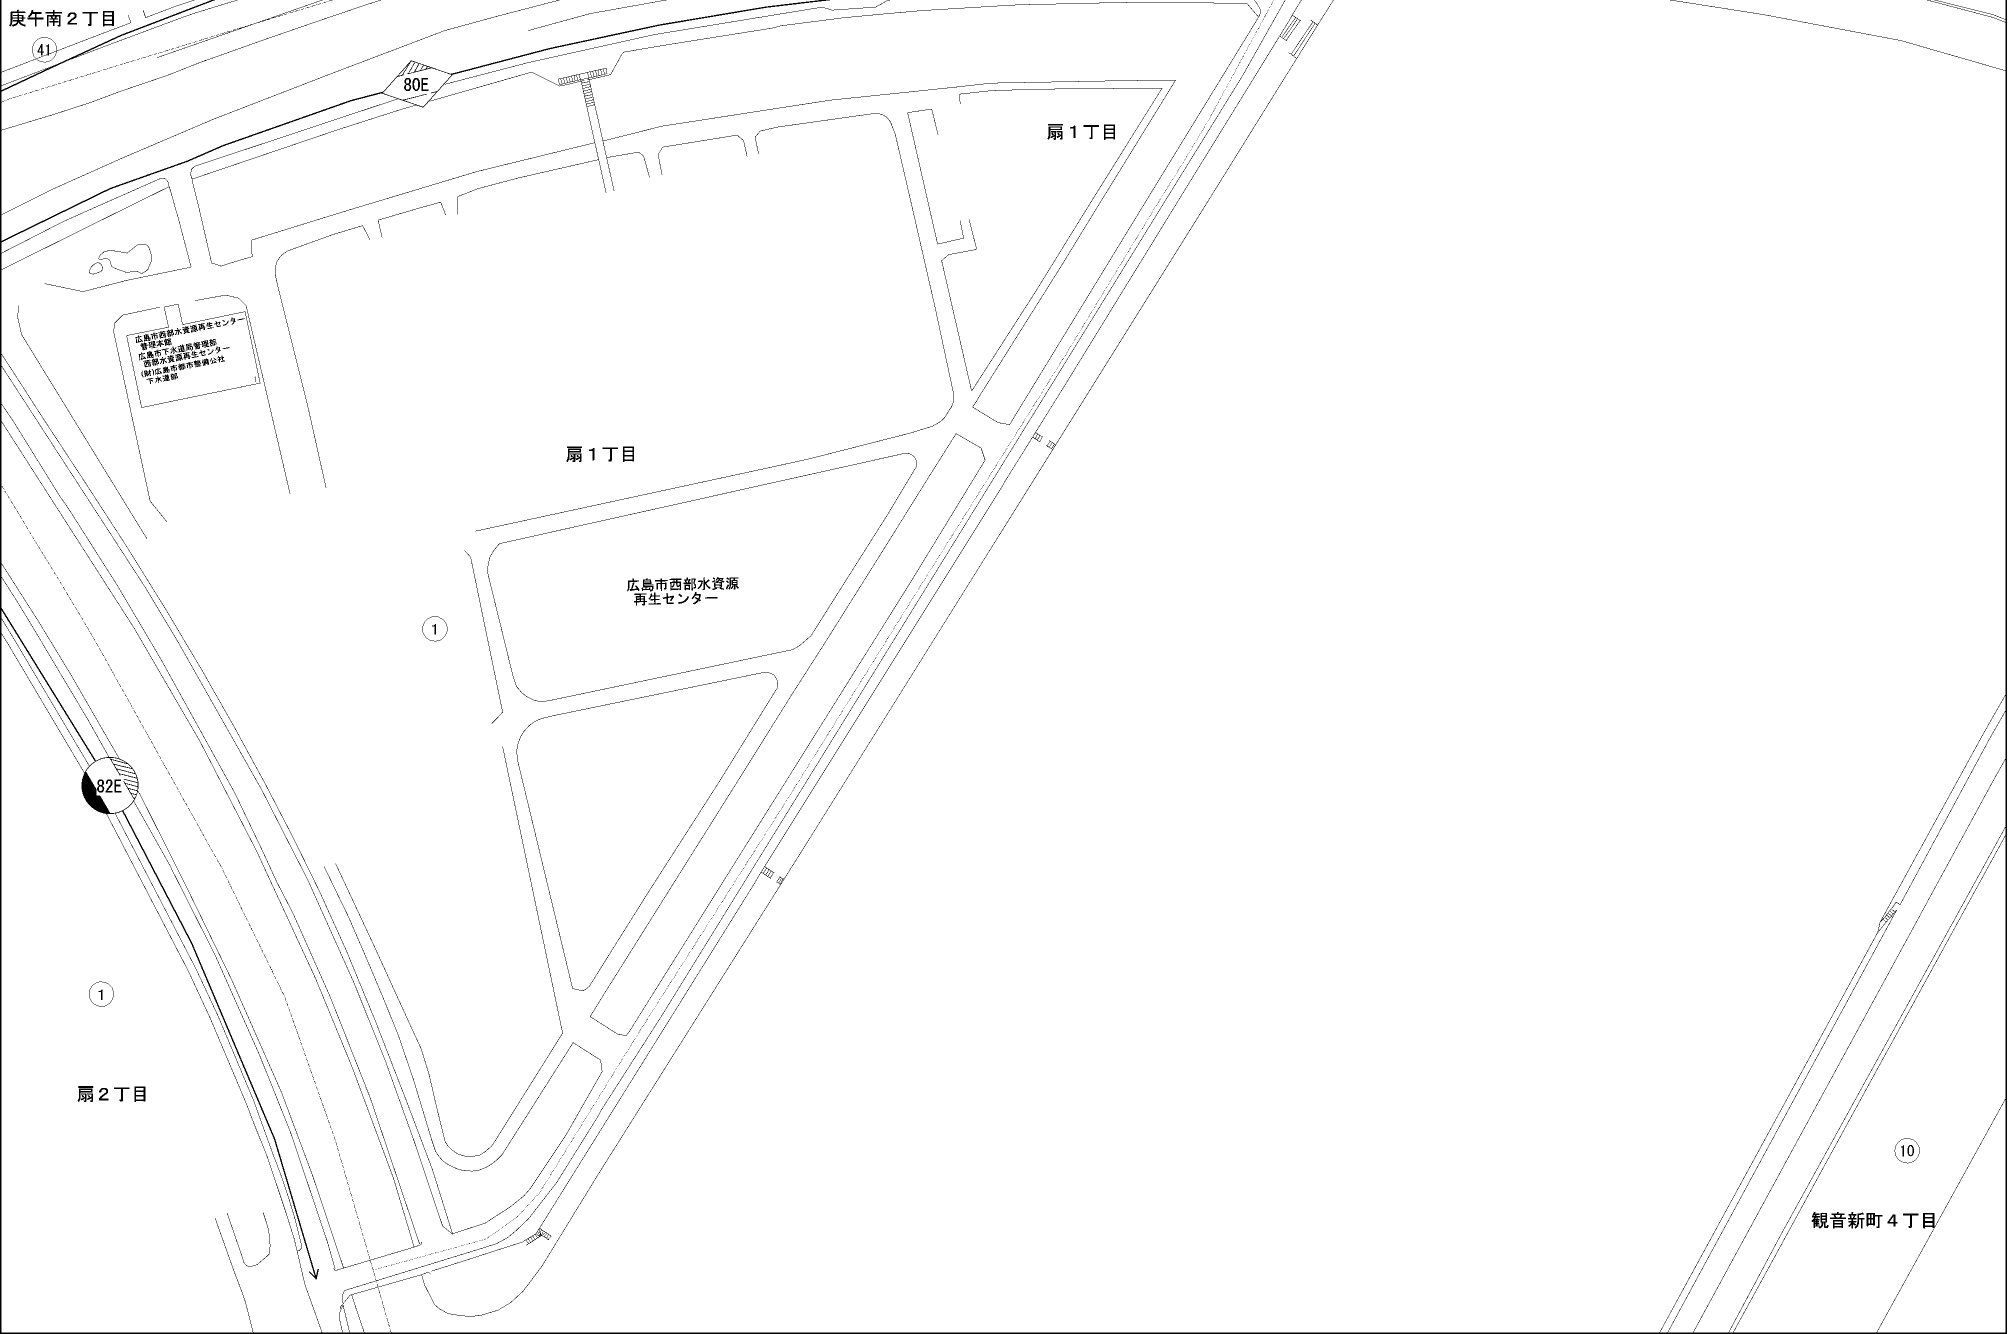 庚午南２丁目
41
80E
扇１丁目
広島市西部水資源再生センター
管理本館
広島市下水道局管理部
西部水資源再生センター
(財)広島市都市整備公社
下水道部
扇１丁目
広島市西部水資源
再生センター
1
82E
1
扇２丁目
10
観音新町４丁目